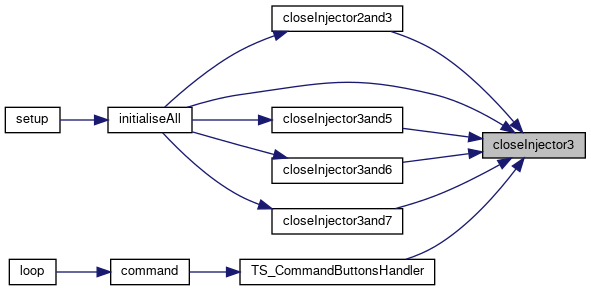 closeInjector2and3
setup
initialiseAll
closeInjector3and5
closeInjector3
closeInjector3and6
closeInjector3and7
loop
command
TS_CommandButtonsHandler